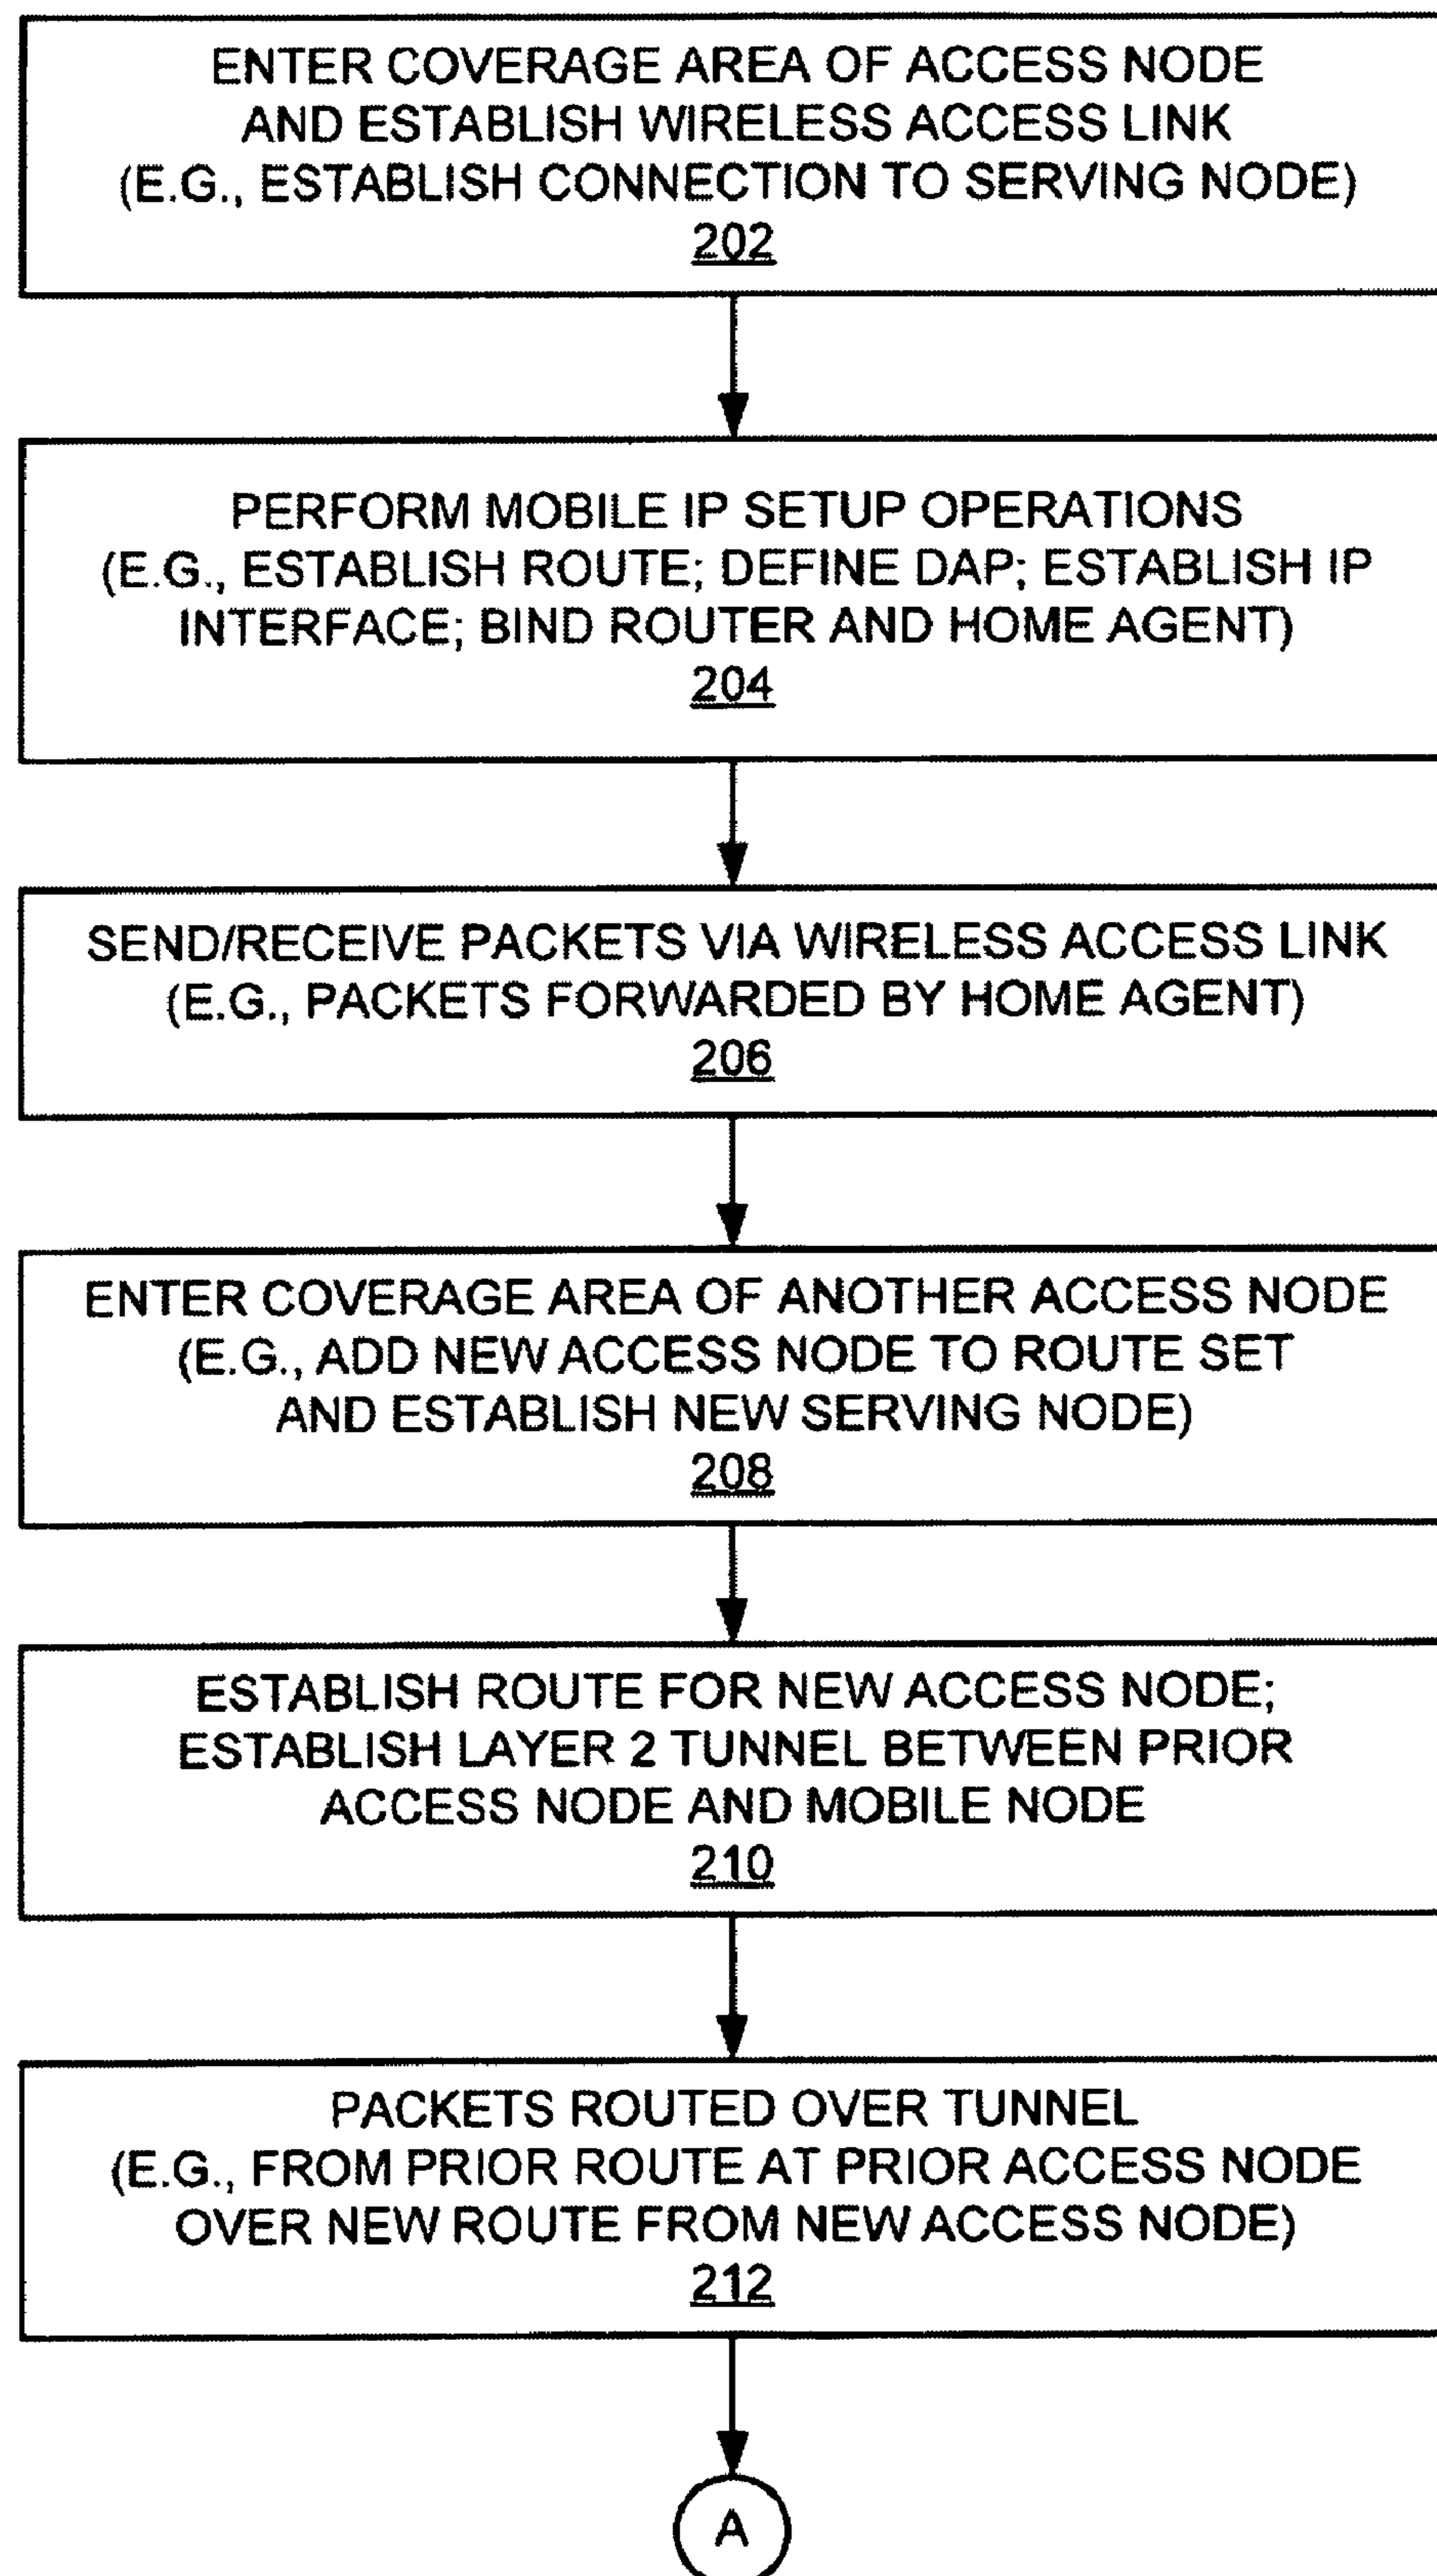 ENTER COVERAGE AREA OF ACCESS NODE
AND ESTABLISH WIRELESS ACCESS LINK
(E.G., ESTABLISH CONNECTION TO SERVING NODE)
202
PERFORM MOBILE IP SETUP OPERATIONS
(E.G., ESTABLISH ROUTE; DEFINE DAP; ESTABLISH IP
INTERFACE; BIND ROUTER AND HOME AGENT)
204
SEND/RECEIVE PACKETS VIA WIRELESS ACCESS LINK
(E.G., PACKETS FORWARDED BY HOME AGENT)
206
ENTER COVERAGE AREA OF ANOTHER ACCESS NODE
(E.G., ADD NEW ACCESS NODE TO ROUTE SET
AND ESTABLISH NEW SERVING NODE)
208
ESTABLISH ROUTE FOR NEW ACCESS NODE;
ESTABLISH LAYER 2 TUNNEL BETWEEN PRIOR
ACCESS NODE AND MOBILE NODE
210
PACKETS ROUTED OVER TUNNEL
(E.G., FROM PRIOR ROUTE AT PRIOR ACCESS NODE
OVER NEW ROUTE FROM NEW ACCESS NODE)
212
A